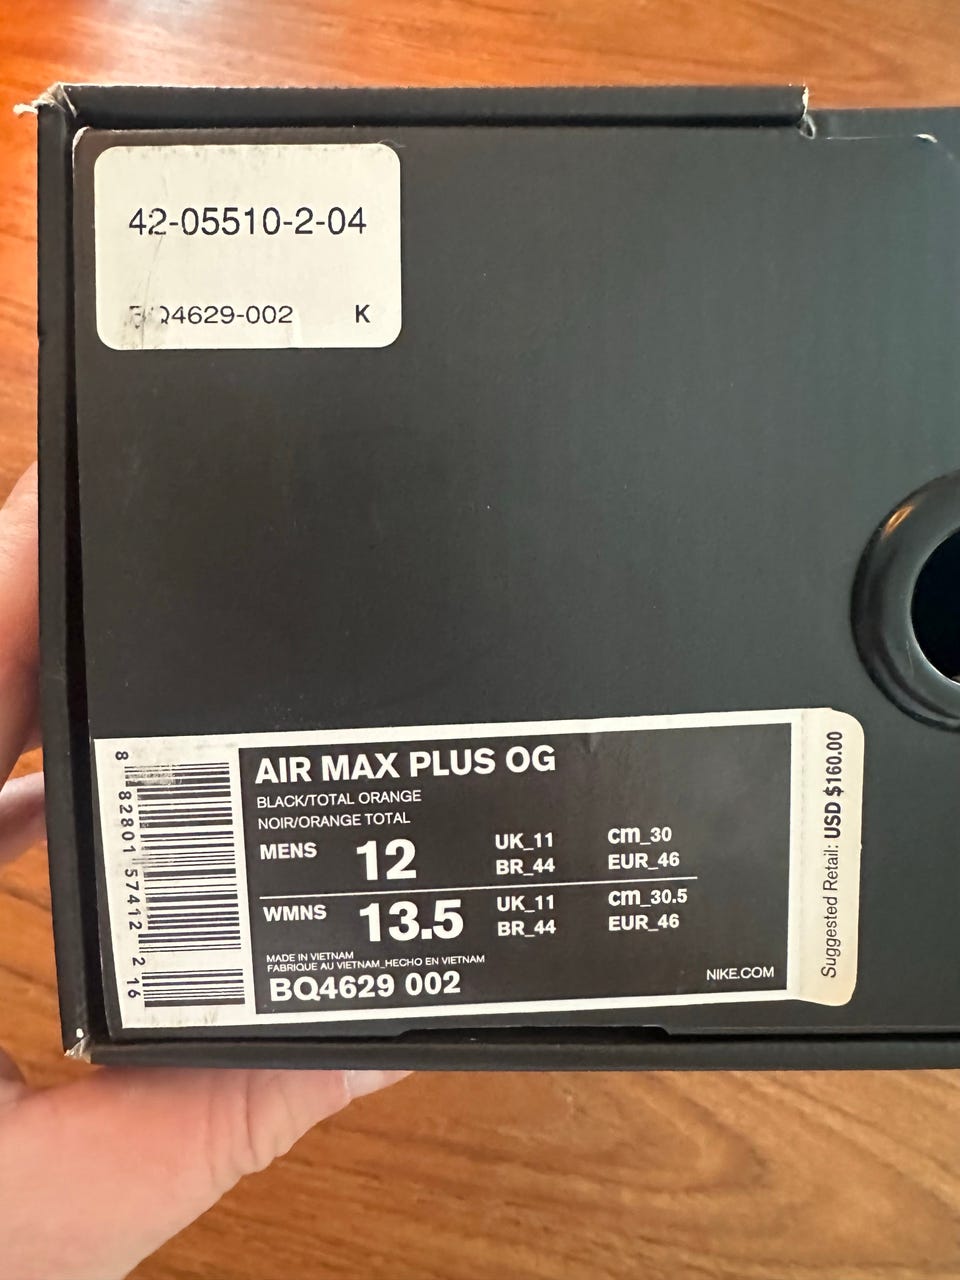 42-05510-2-04
BQ4629-002 K
8 82801 57412 2 16
AIR MAX PLUS OG
BLACK/TOTAL ORANGE
NOIR/ORANGE TOTAL
MENS 12 UK_11 cm_30
BR_44 EUR_46
WMNS 13.5 UK_11 cm_30.5
BR_44 EUR_46
MADE IN VIETNAM
FABRIQUE AU VIETNAM_HECHO EN VIETNAM
BQ4629 002
NIKE.COM
Suggested Retail: USD $160.00